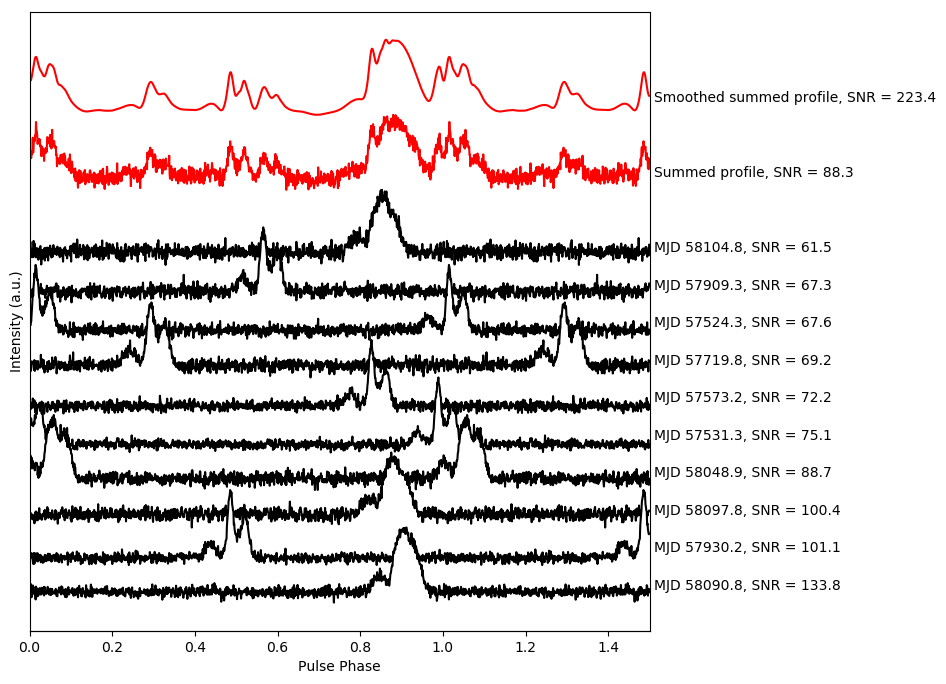 Smoothed summed profile, SNR = 223.4
Summed profile, SNR = 88.3
MJD 58104.8, SNR = 61.5
MJD 57909.3, SNR = 67.3
MJD 57524.3, SNR = 67.6
MJD 57719.8, SNR = 69.2
MJD 57573.2, SNR = 72.2
MJD 57531.3, SNR = 75.1
MJD 58048.9, SNR = 88.7
MJD 58097.8, SNR = 100.4
MJD 57930.2, SNR = 101.1
MJD 58090.8, SNR = 133.8
Intensity (a.u.)
0.0 0.2 0.4 0.6 0.8 1.0 1.2 1.4
Pulse Phase